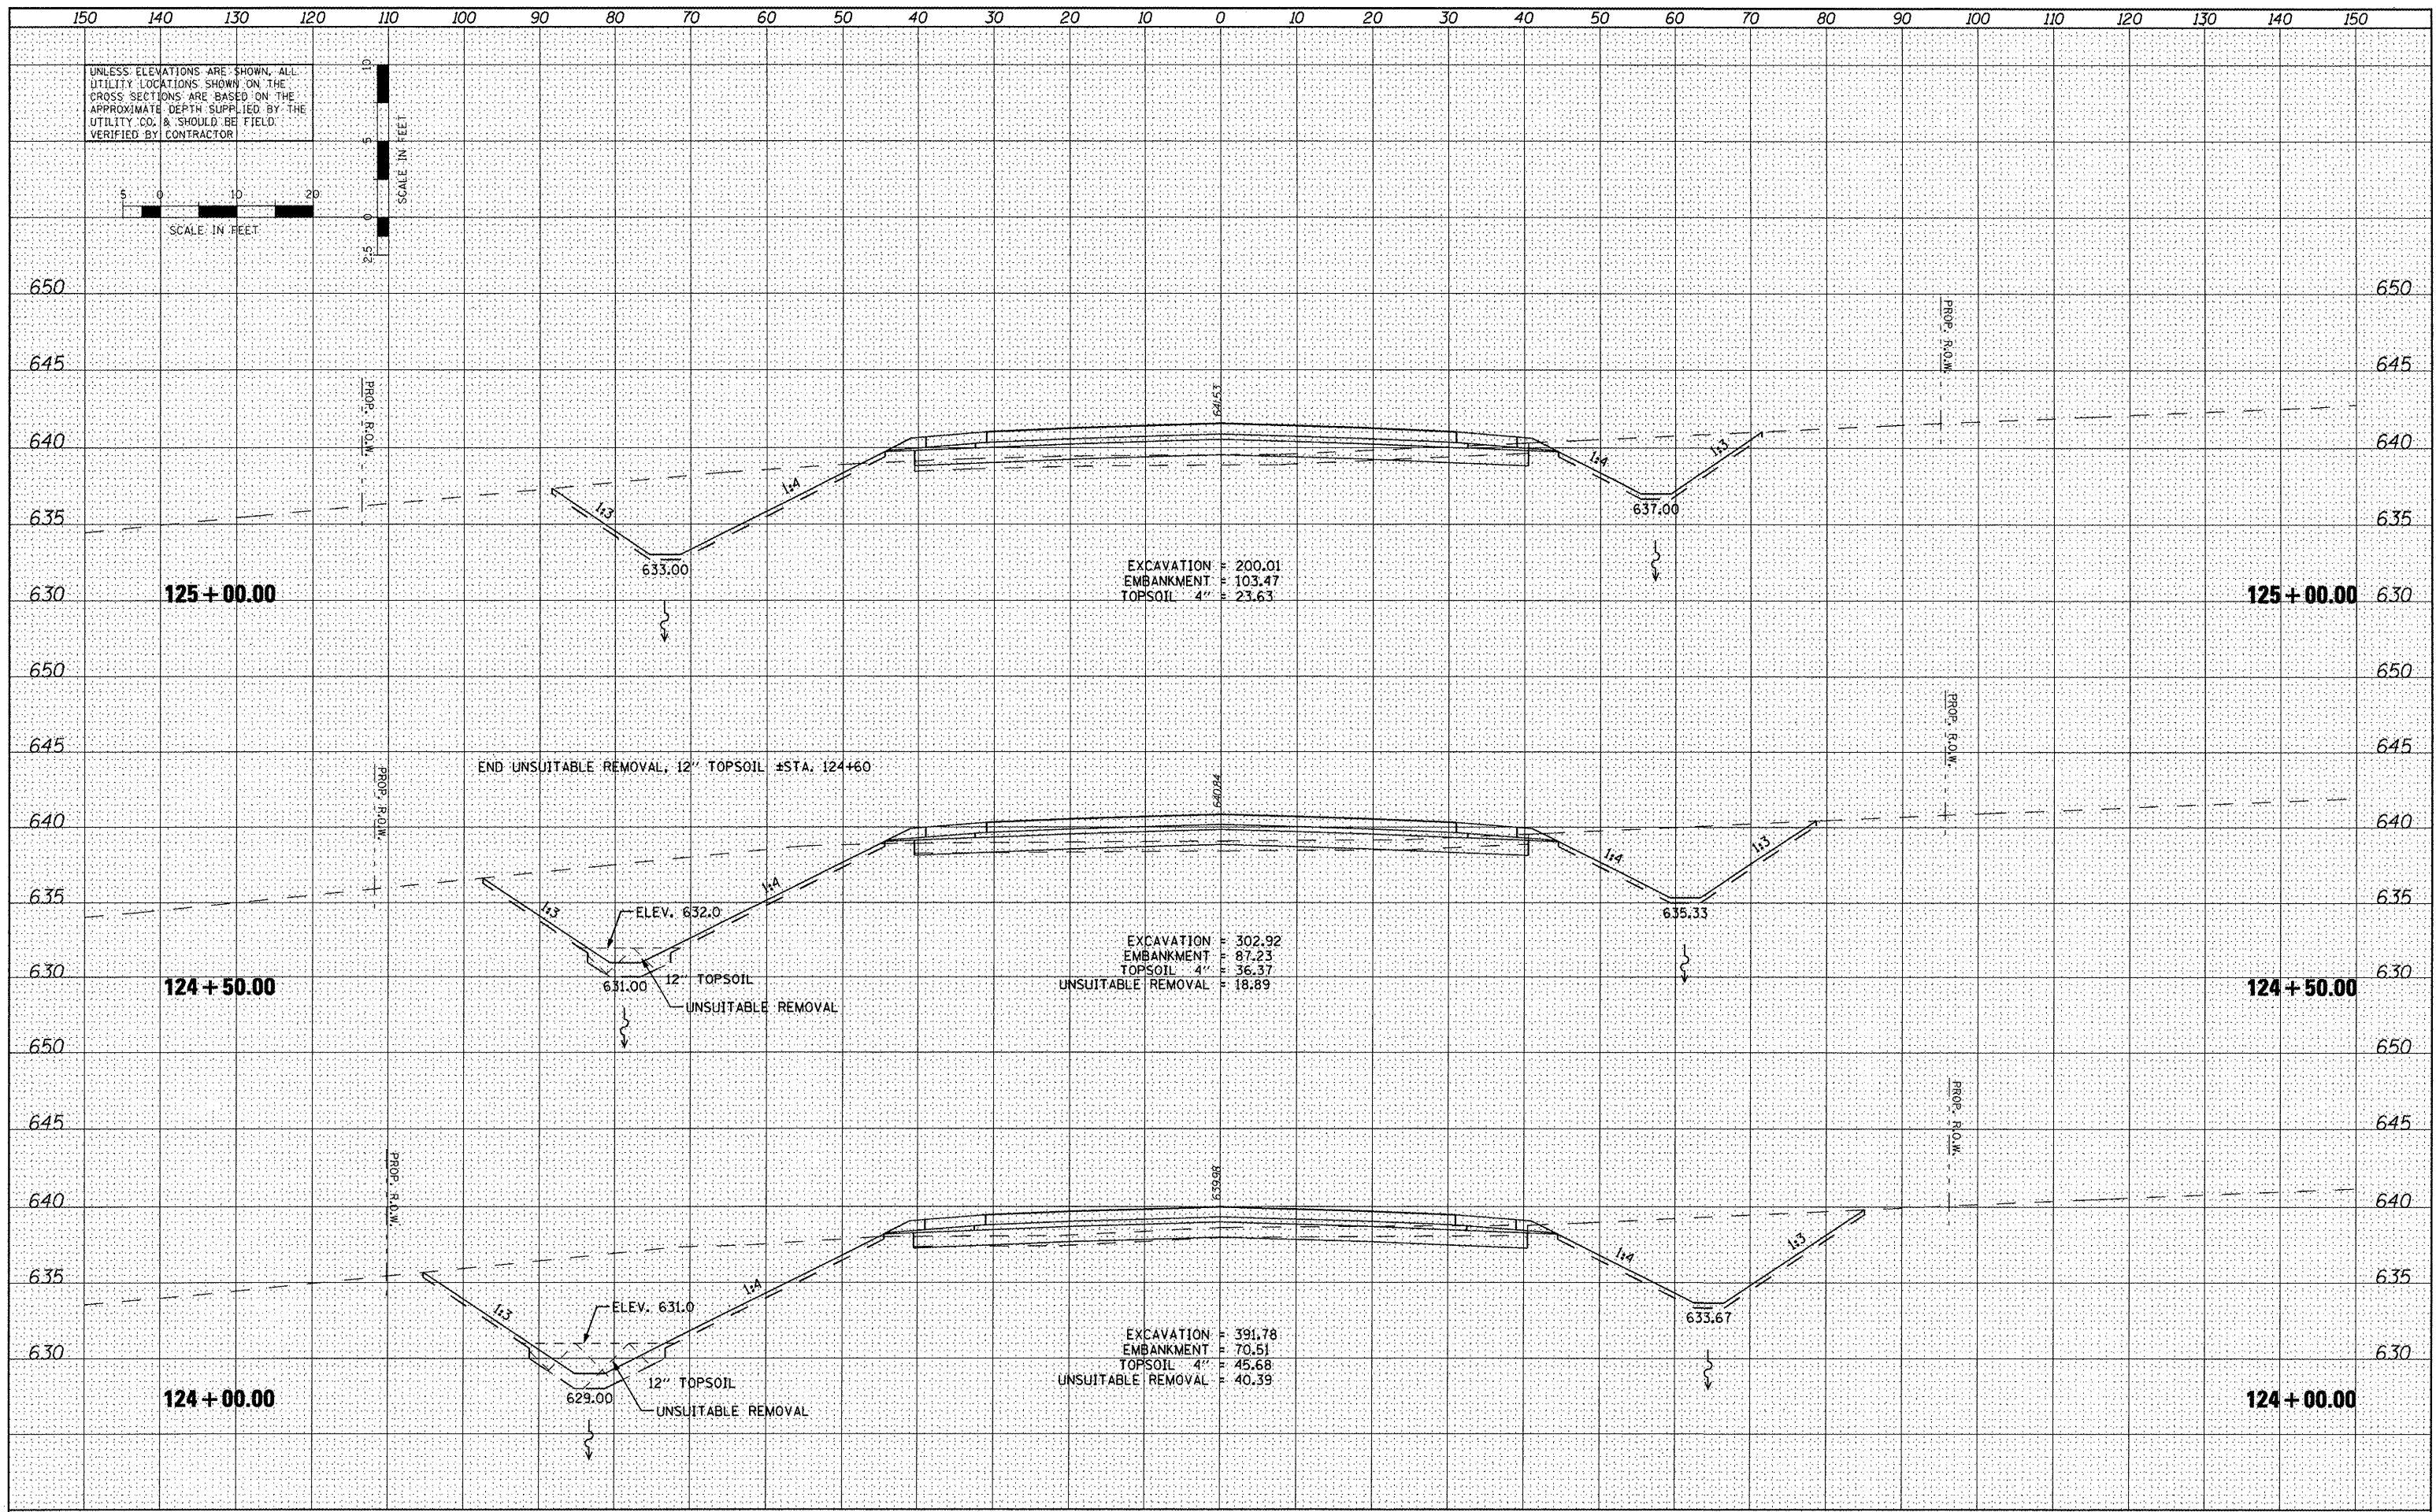 150 140 130 120 110 100 90 80 70 60 50 40 30 20 10 0 10 20 30 40 50 60 70 80 90 100 110 120 130 140 150
UNLESS ELEVATIONS ARE SHOWN, ALL
UTILITY LOCATIONS SHOWN ON THE
CROSS SECTIONS ARE BASED ON THE
APPROXIMATE DEPTH SUPPLIED BY THE
UTILITY CO. & SHOULD BE FIELD
VERIFIED BY CONTRACTOR
10
5
0
2.5
SCALE IN FEET
5 0 10 20
SCALE IN FEET
650 650
PROP. R.O.W.
645 645
PROP. R.O.W.
641.53
640 640
1:3 1:4 1:4 1:3
635 635
637.00
633.00
EXCAVATION = 200.01
EMBANKMENT = 103.47
TOPSOIL 4" = 23.63
630 125+00.00 125+00.00 630
650 650
PROP. R.O.W.
645 645
END UNSUITABLE REMOVAL, 12" TOPSOIL ±STA. 124+60
PROP. R.O.W.
640.84
640 640
1:3 1:4 1:4 1:3
635 635
ELEV. 632.0
635.33
EXCAVATION = 302.92
EMBANKMENT = 87.23
TOPSOIL 4" = 36.37
UNSUITABLE REMOVAL = 18.89
630 630
12" TOPSOIL
631.00
124+50.00 124+50.00
UNSUITABLE REMOVAL
650 650
PROP. R.O.W.
645 645
PROP. R.O.W.
639.98
640 640
1:3 1:4 1:4 1:3
635 635
ELEV. 631.0
633.67
EXCAVATION = 391.78
EMBANKMENT = 70.51
TOPSOIL 4" = 45.68
UNSUITABLE REMOVAL = 40.39
630 630
12" TOPSOIL
629.00
124+00.00 124+00.00
UNSUITABLE REMOVAL